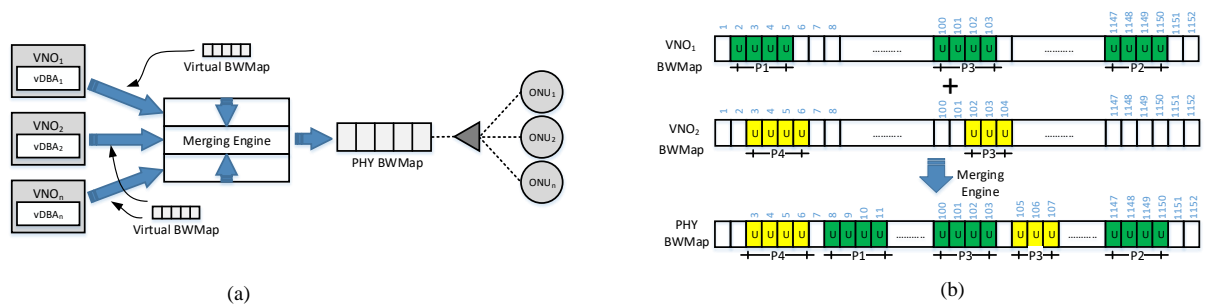 VNO1
vDBA1
Virtual BWMap
VNO2
vDBA2
Merging Engine
PHY BWMap
ONU1
ONU2
ONUn
VNOn
vDBAn
Virtual BWMap
(a)
1 2 3 4 5 6 7 8 100 101 102 103 1147 1148 1149 1150 1151 1152
VNO1 BWMap
U U U U ........... U U U U ........... U U U U
P1 P3 P2
+
1 2 3 4 5 6 7 8 100 101 102 103 104 1147 1148 1149 1150 1151 1152
VNO2 BWMap
U U U U ........... U U U ...........
P4 P3
Merging
Engine
3 4 5 6 7 8 9 10 11 100 101 102 103 105 106 107 1147 1148 1149 1150 1151 1152
PHY BWMap
U U U U U U U U ........... U U U U U U U ........... U U U U
P4 P1 P3 P3 P2
(b)